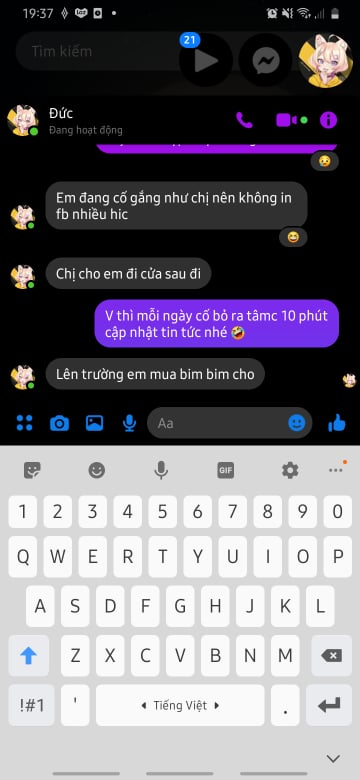 19:37
Tìm kiếm
21
Đức
Đang hoạt động
Em đang cố gắng như chị nên không in
fb nhiều hic
Chị cho em đi cửa sau đi
V thì mỗi ngày cố bỏ ra tâmc 10 phút
cập nhật tin tức nhé 🤣
Lên trường em mua bim bim cho
Aa
GIF
1 2 3 4 5 6 7 8 9 0
Q W E R T Y U I O P
A S D F G H J K L
Z X C V B N M
!#1 ' Tiếng Việt .